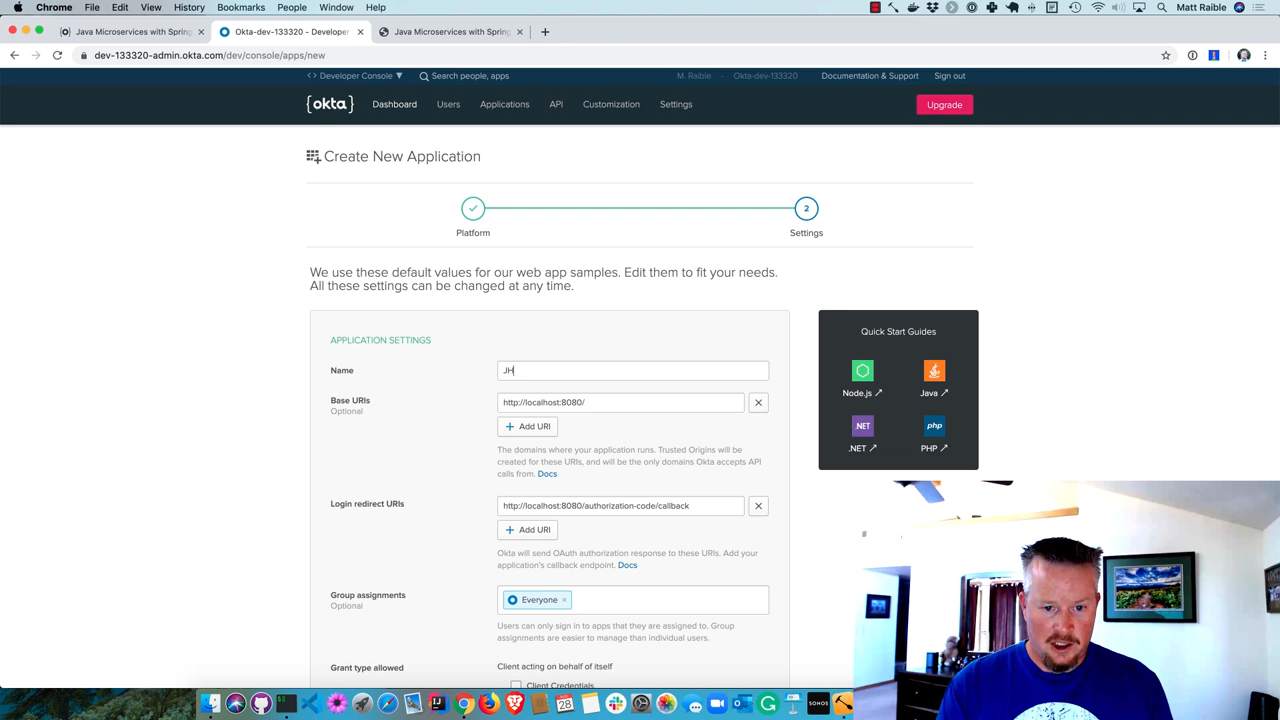 Chrome File Edit View History Bookmarks People Window Help Matt Raible
Java Microservices with Spring Okta-dev-133320 - Developer Java Microservices with Spring
dev-133320-admin.okta.com/dev/console/apps/new
<> Developer Console ▼ Search people, apps M. Raible - Okta-dev-133320 Documentation & Support Sign out
{okta} Dashboard Users Applications API Customization Settings Upgrade
Create New Application
2
Platform Settings
We use these default values for our web app samples. Edit them to fit your needs.
All these settings can be changed at any time.
APPLICATION SETTINGS
Name JH
Base URIs http://localhost:8080/
Optional
+ Add URI
The domains where your application runs. Trusted Origins will be
created for these URIs, and will be the only domains Okta accepts API
calls from. Docs
Login redirect URIs http://localhost:8080/authorization-code/callback
+ Add URI
Okta will send OAuth authorization response to these URIs. Add your
application's callback endpoint. Docs
Group assignments Everyone ×
Optional
Users can only sign in to apps that they are assigned to. Group
assignments are easier to manage than individual users.
Grant type allowed Client acting on behalf of itself
Client Credentials
Quick Start Guides
Node.js Java
.NET php
.NET PHP
28
SONOS